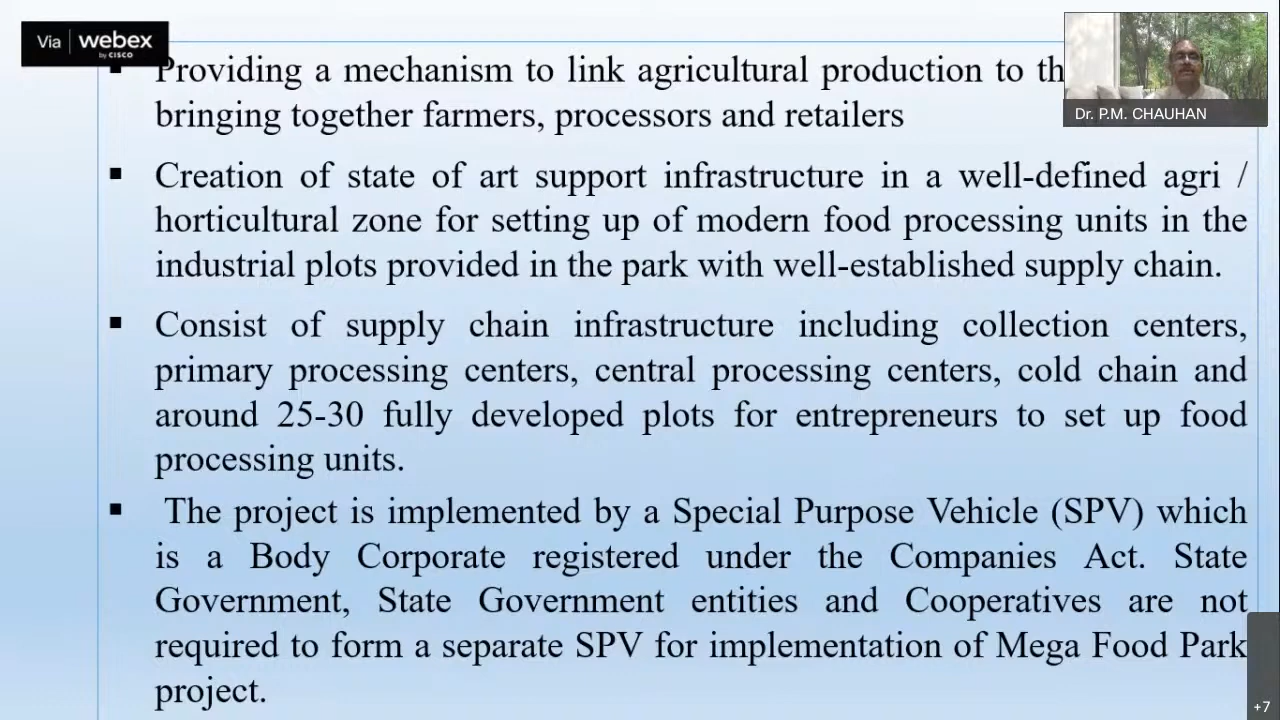 Via webex
by CISCO
Providing a mechanism to link agricultural production to
bringing together farmers, processors and retailers
Dr. P.M. CHAUHAN
Creation of state of art support infrastructure in a well-defined agri /
horticultural zone for setting up of modern food processing units in the
industrial plots provided in the park with well-established supply chain.
Consist of supply chain infrastructure including collection centers,
primary processing centers, central processing centers, cold chain and
around 25-30 fully developed plots for entrepreneurs to set up food
processing units.
The project is implemented by a Special Purpose Vehicle (SPV) which
is a Body Corporate registered under the Companies Act. State
Government, State Government entities and Cooperatives are not
required to form a separate SPV for implementation of Mega Food Park
project.
+7